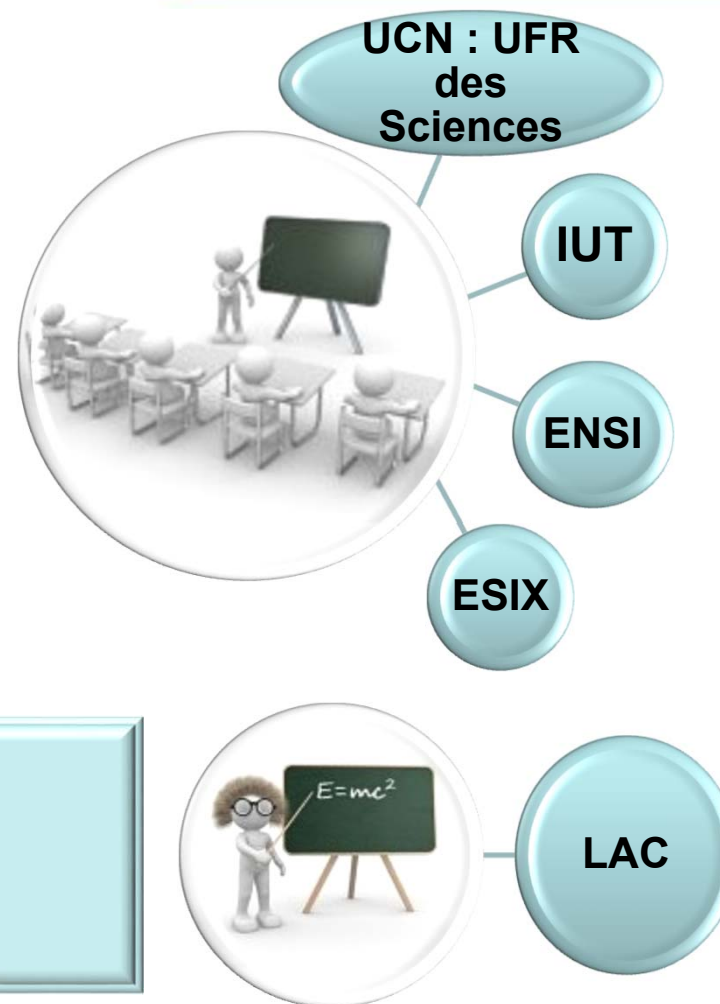 UCN : UFR
des
Sciences
IUT
ENSI
ESIX
E=mc²
LAC